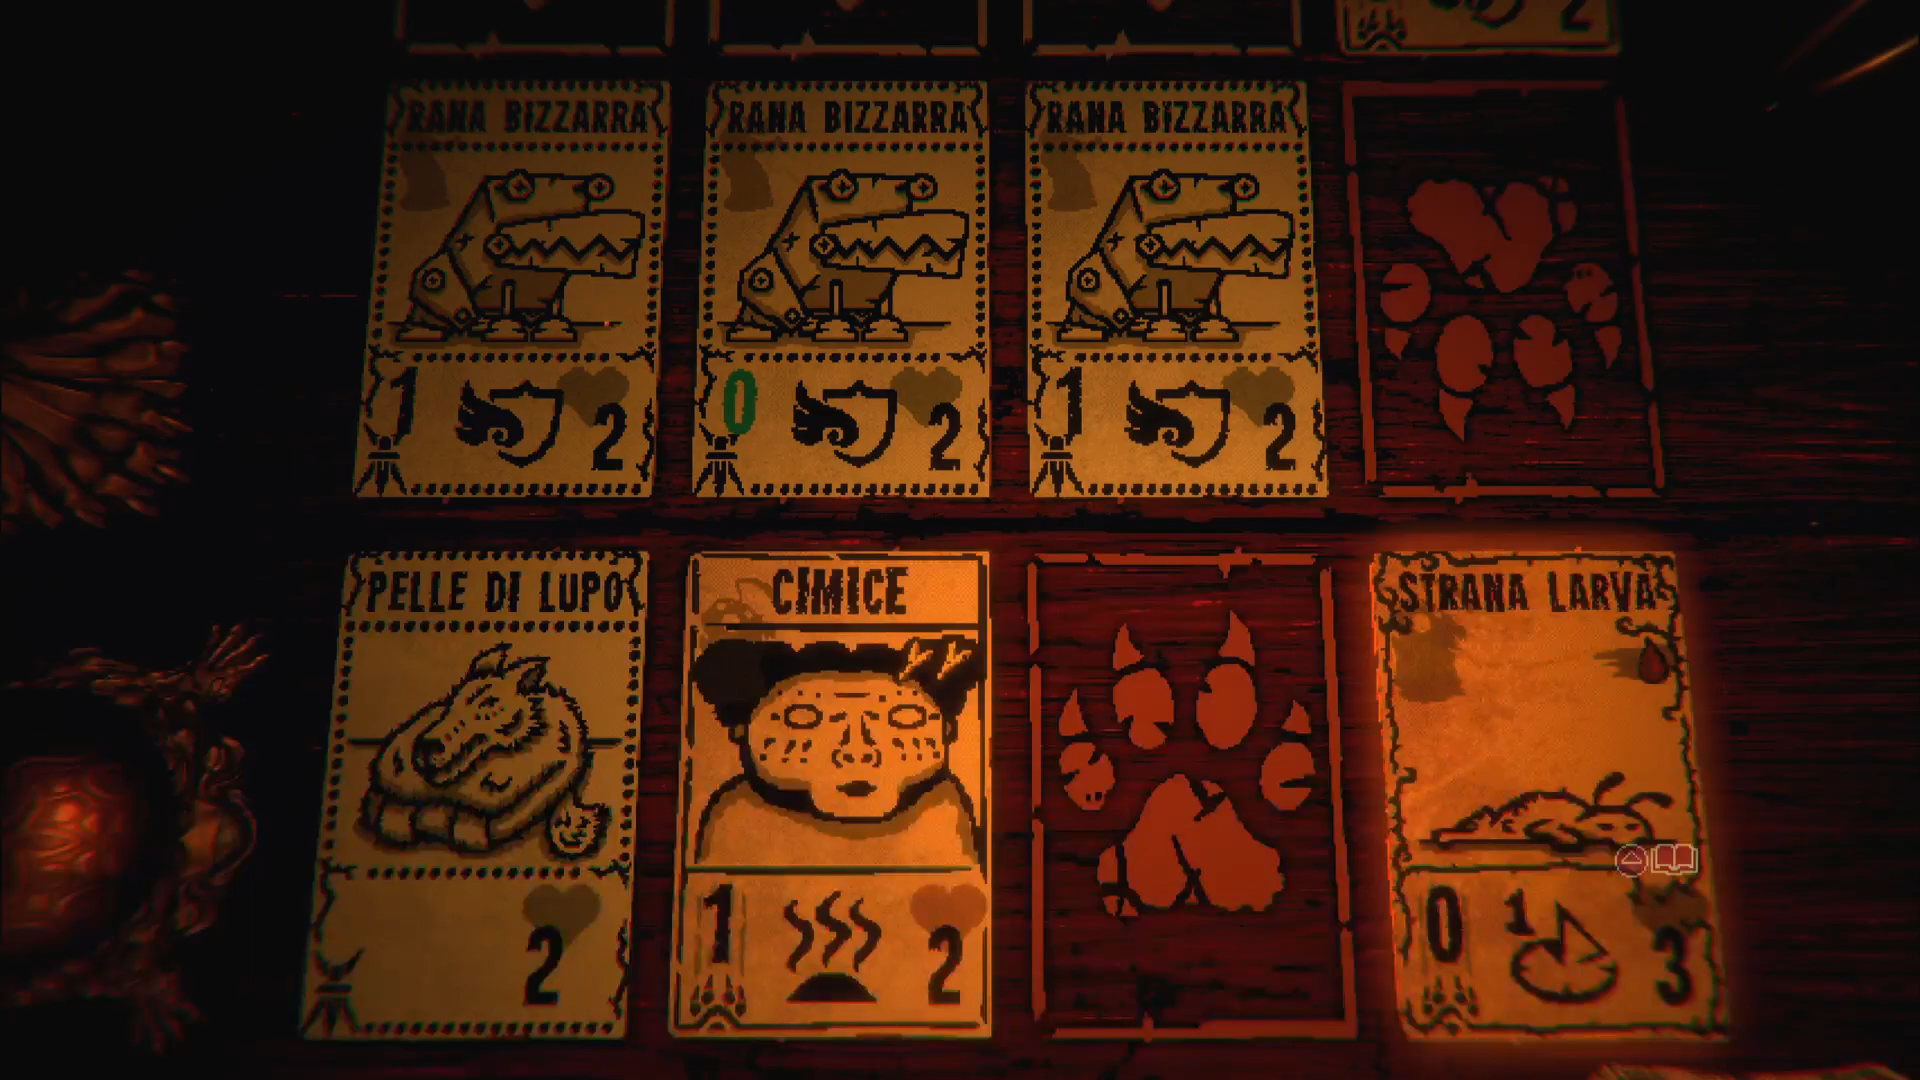 2
RANA BIZZARRA RANA BIZZARRA RANA BIZZARRA
1 2 0 2 1 2
PELLE DI LUPO CIMICE STRANA LARVA
2 1 2 0 1 3